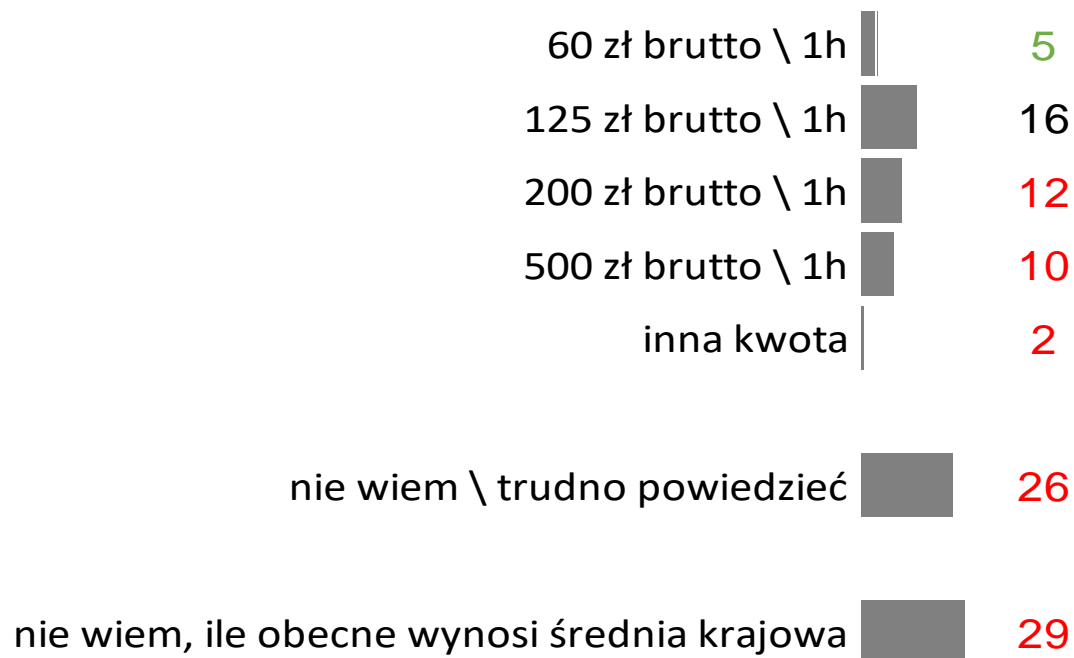 60 zł brutto \ 1h 5
125 zł brutto \ 1h 16
200 zł brutto \ 1h 12
500 zł brutto \ 1h 10
inna kwota 2
nie wiem \ trudno powiedzieć 26
nie wiem, ile obecne wynosi średnia krajowa 29